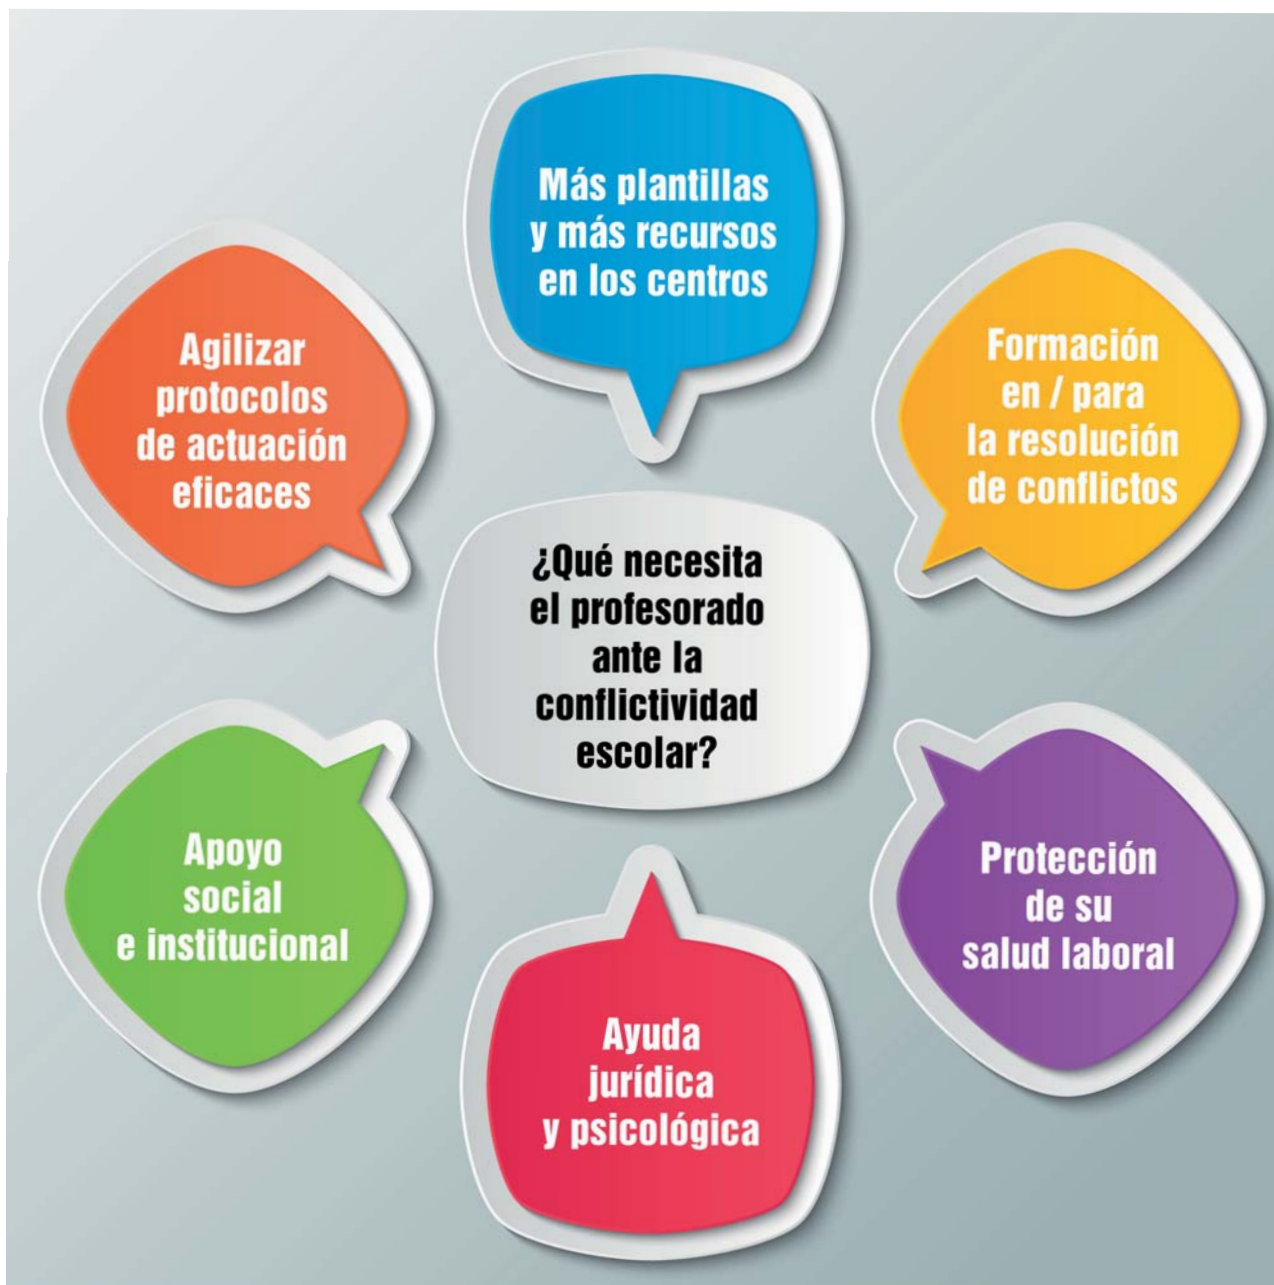 Más plantillas
y más recursos
en los centros
Agilizar
protocolos
de actuación
eficaces
Formación
en / para
la resolución
de conflictos
¿Qué necesita
el profesorado
ante la
conflictividad
escolar?
Apoyo
social
e institucional
Protección
de su
salud laboral
Ayuda
jurídica
y psicológica